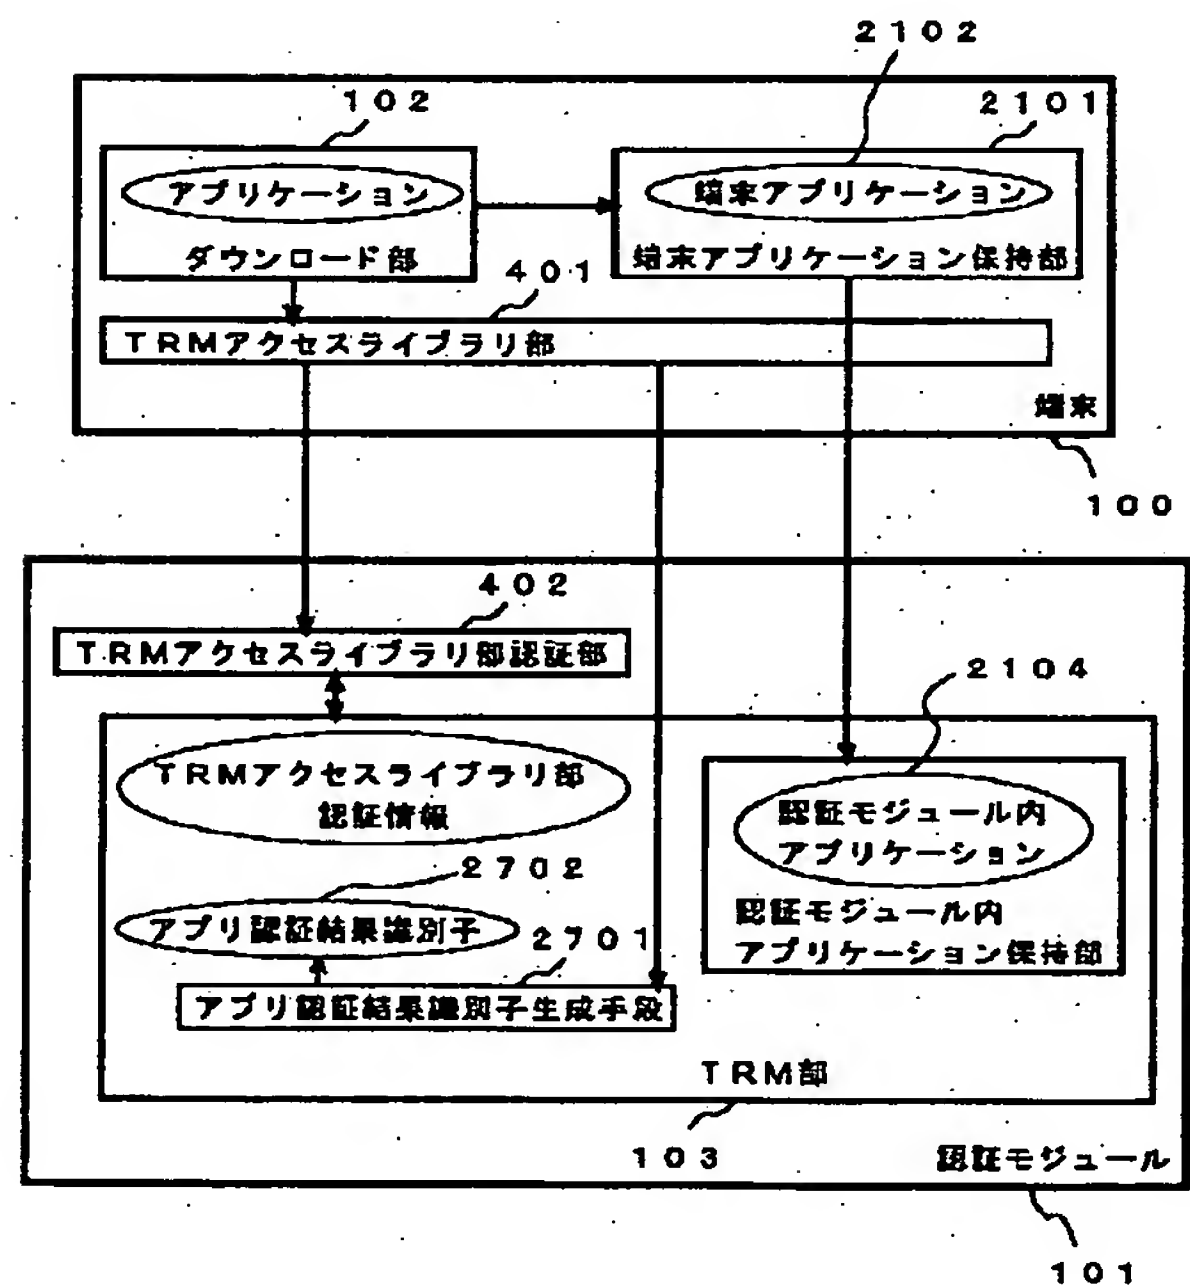 2102
102
2101
アプリケーション
端末アプリケーション
ダウンロード部
端末アプリケーション保持部
401
TRMアクセスライブラリ部
端末
100
402
TRMアクセスライブラリ部認証部
2104
TRMアクセスライブラリ部
認証情報
認証モジュール内
アプリケーション
2702
アプリ認証結果識別子
認証モジュール内
アプリケーション保持部
2701
アプリ認証結果識別子生成手段
TRM部
103
認証モジュール
101